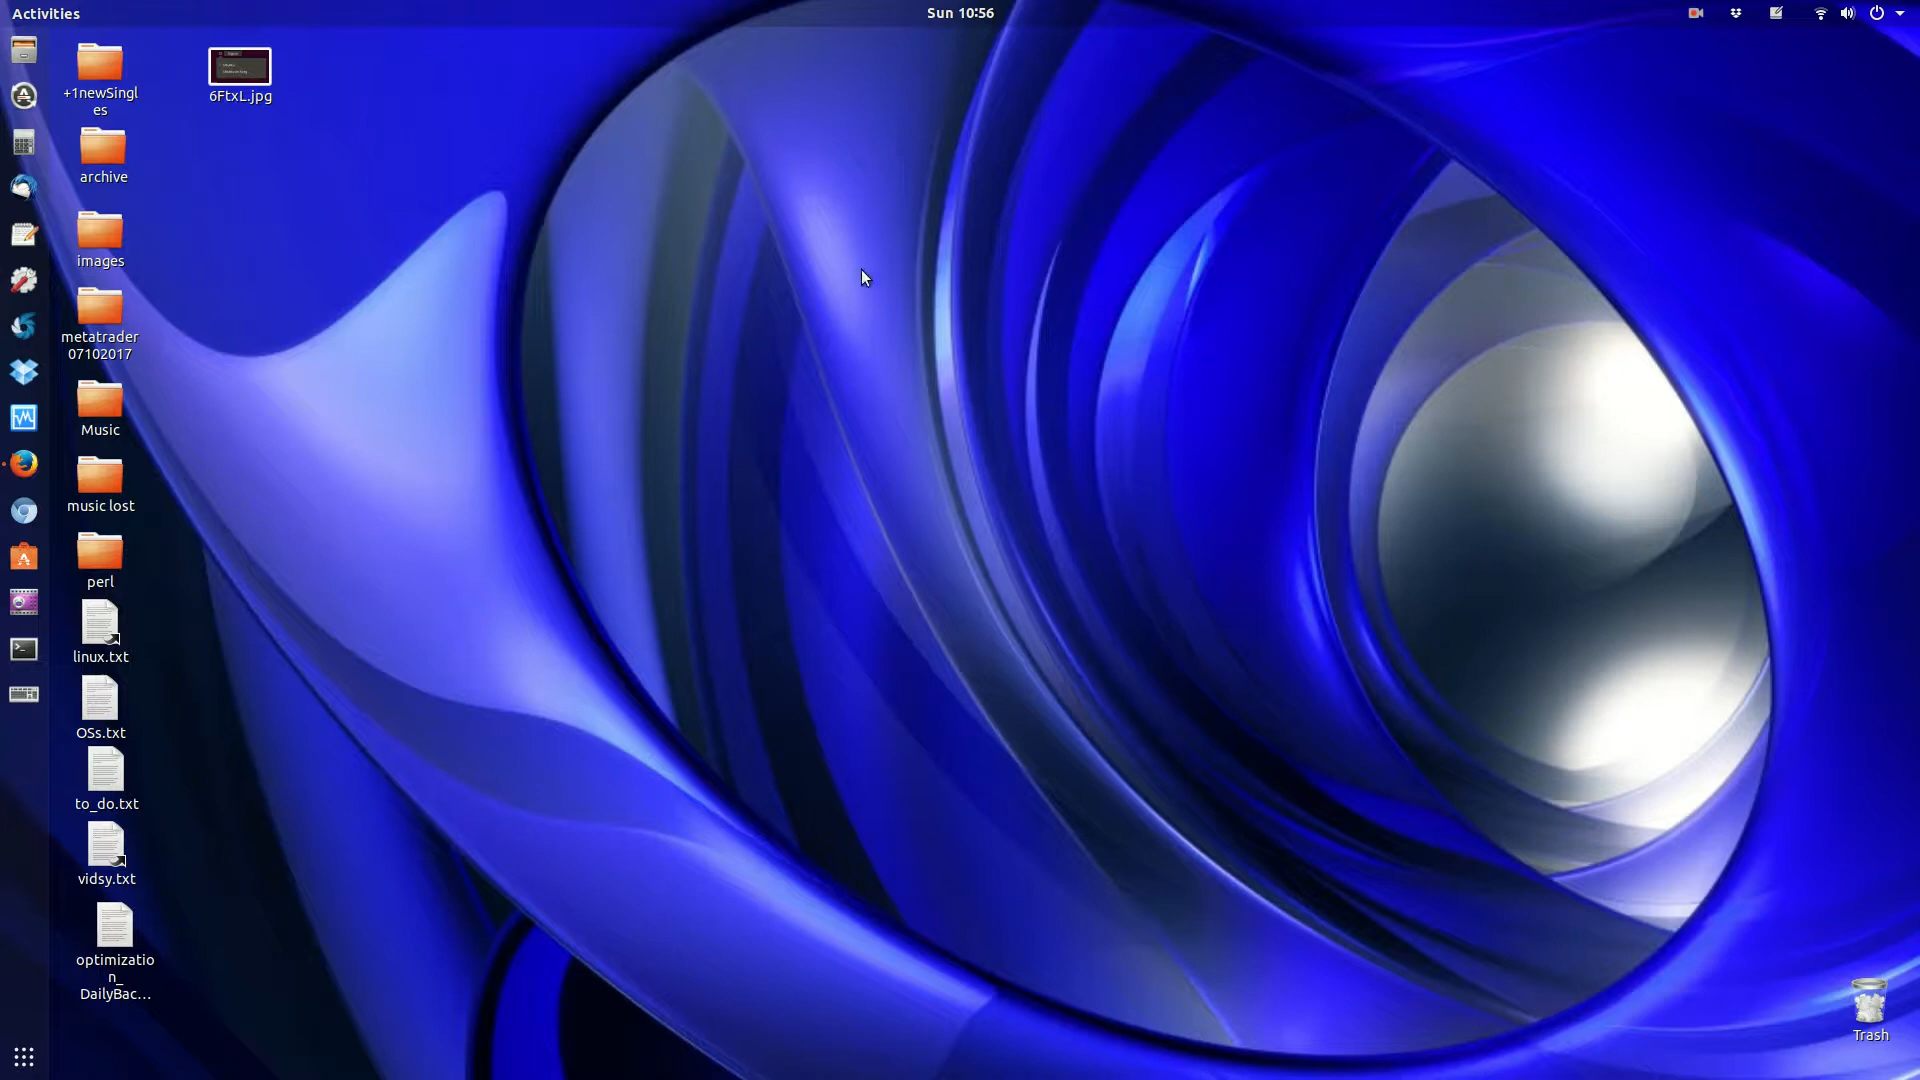 Activities
Sun 10:56
+1newSingl
es
6FtxL.jpg
archive
images
metatrader
07102017
Music
music lost
perl
linux.txt
OSs.txt
to_do.txt
vidsy.txt
optimizatio
n_
DailyBac...
Trash